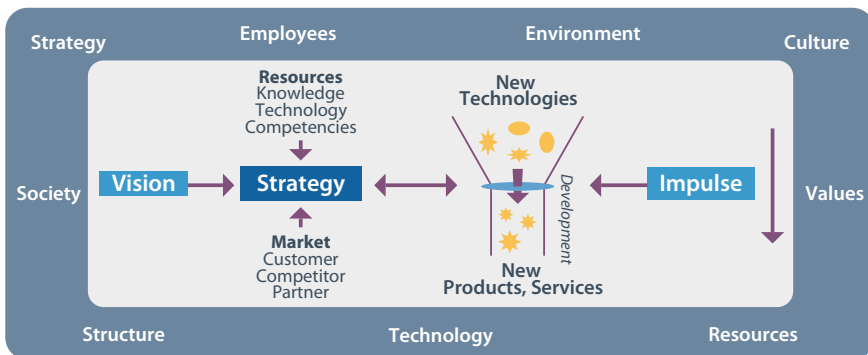 Strategy
Employees
Environment
Culture
Resources
Knowledge
Technology
Competencies
New
Technologies
Society
Vision
Strategy
Development
Impulse
Values
Market
Customer
Competitor
Partner
New
Products, Services
Structure
Technology
Resources